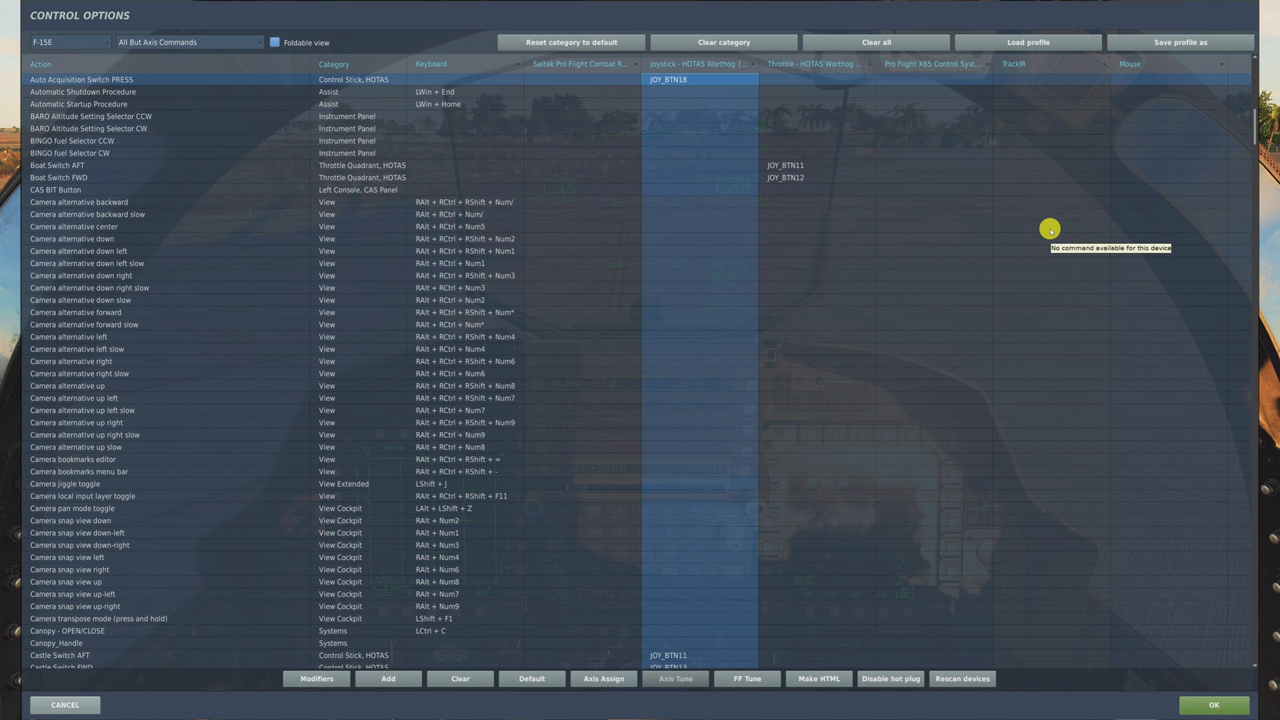 CONTROL OPTIONS
F-15E All But Axis Commands Foldable view Reset category to default Clear category Clear all Load profile Save profile as
Action Category Keyboard Saitek Pro Flight Combat R... Joystick - HOTAS Warthog {... Throttle - HOTAS Warthog ... Pro Flight X65 Control Syst... TrackIR Mouse
Auto Acquisition Switch PRESS Control Stick, HOTAS JOY_BTN18
Automatic Shutdown Procedure Assist LWin + End
Automatic Startup Procedure Assist LWin + Home
BARO Altitude Setting Selector CCW Instrument Panel
BARO Altitude Setting Selector CW Instrument Panel
BINGO fuel Selector CCW Instrument Panel
BINGO fuel Selector CW Instrument Panel
Boat Switch AFT Throttle Quadrant, HOTAS JOY_BTN11
Boat Switch FWD Throttle Quadrant, HOTAS JOY_BTN12
CAS BIT Button Left Console, CAS Panel
Camera alternative backward View RAlt + RCtrl + RShift + Num/
Camera alternative backward slow View RAlt + RCtrl + Num/
Camera alternative center View RAlt + RCtrl + Num5
Camera alternative down View RAlt + RCtrl + RShift + Num2
Camera alternative down left View RAlt + RCtrl + RShift + Num1
No command available for this device
Camera alternative down left slow View RAlt + RCtrl + Num1
Camera alternative down right View RAlt + RCtrl + RShift + Num3
Camera alternative down right slow View RAlt + RCtrl + Num3
Camera alternative down slow View RAlt + RCtrl + Num2
Camera alternative forward View RAlt + RCtrl + RShift + Num*
Camera alternative forward slow View RAlt + RCtrl + Num*
Camera alternative left View RAlt + RCtrl + RShift + Num4
Camera alternative left slow View RAlt + RCtrl + Num4
Camera alternative right View RAlt + RCtrl + RShift + Num6
Camera alternative right slow View RAlt + RCtrl + Num6
Camera alternative up View RAlt + RCtrl + RShift + Num8
Camera alternative up left View RAlt + RCtrl + RShift + Num7
Camera alternative up left slow View RAlt + RCtrl + Num7
Camera alternative up right View RAlt + RCtrl + RShift + Num9
Camera alternative up right slow View RAlt + RCtrl + Num9
Camera alternative up slow View RAlt + RCtrl + Num8
Camera bookmarks editor View RAlt + RCtrl + RShift + =
Camera bookmarks menu bar View RAlt + RCtrl + RShift + -
Camera jiggle toggle View Extended LShift + J
Camera local input layer toggle View RAlt + RCtrl + RShift + F11
Camera pan mode toggle View Cockpit LAlt + LShift + Z
Camera snap view down View Cockpit RAlt + Num2
Camera snap view down-left View Cockpit RAlt + Num1
Camera snap view down-right View Cockpit RAlt + Num3
Camera snap view left View Cockpit RAlt + Num4
Camera snap view right View Cockpit RAlt + Num6
Camera snap view up View Cockpit RAlt + Num8
Camera snap view up-left View Cockpit RAlt + Num7
Camera snap view up-right View Cockpit RAlt + Num9
Camera transpose mode (press and hold) View Cockpit LShift + F1
Canopy - OPEN/CLOSE Systems LCtrl + C
Canopy_Handle Systems
Castle Switch AFT Control Stick, HOTAS JOY_BTN11
Castle Switch FWD Control Stick, HOTAS JOY_BTN13
Modifiers Add Clear Default Axis Assign Axis Tune FF Tune Make HTML Disable hot plug Rescan devices
CANCEL OK